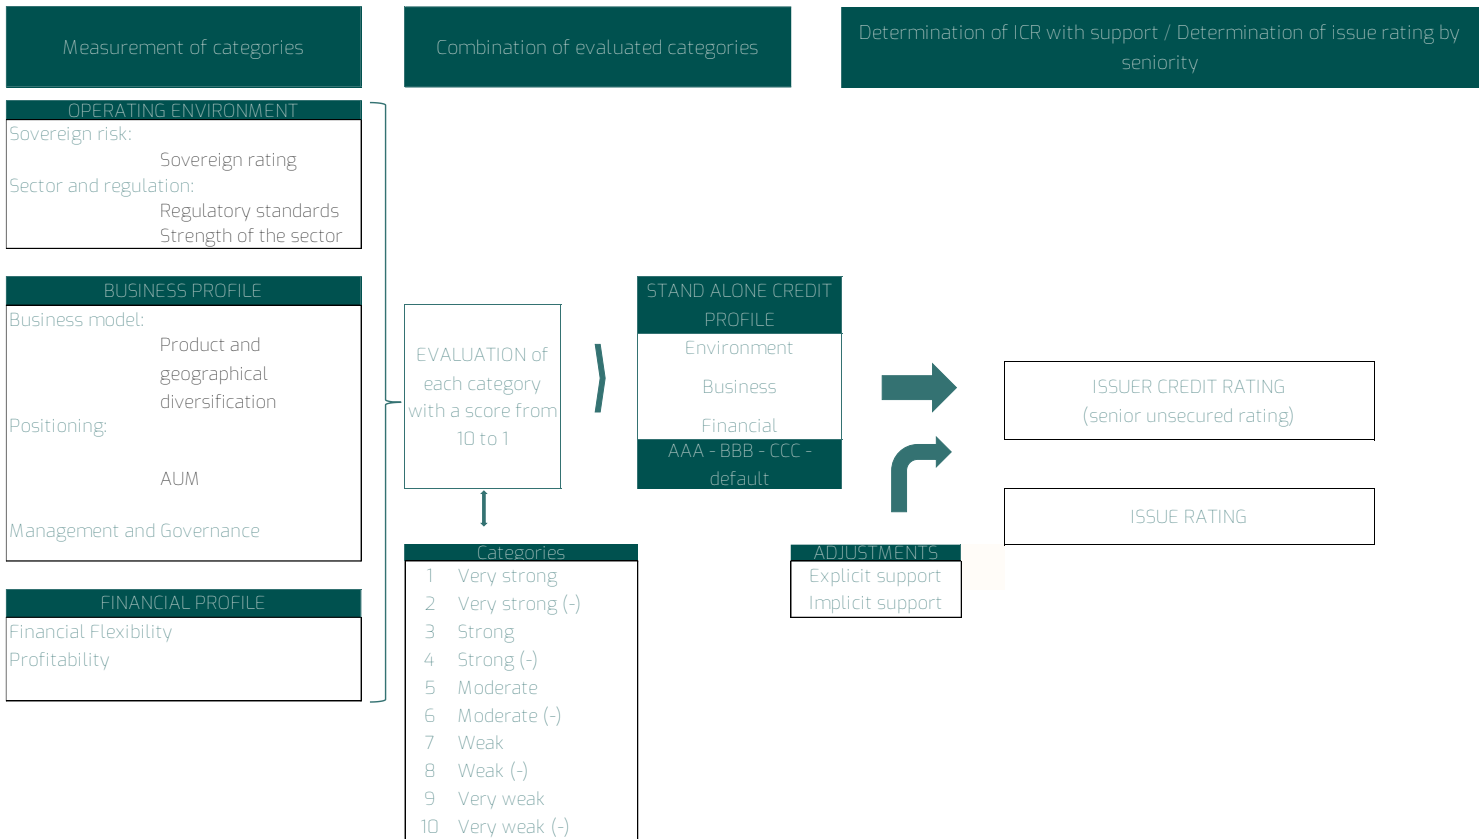 Measurement of categories
Combination of evaluated categories
Determination of ICR with support / Determination of issue rating by
seniority
OPERATING ENVIRONMENT
Sovereign risk:
Sovereign rating
Sector and regulation:
Regulatory standards
Strength of the sector
BUSINESS PROFILE
Business model:
Product and
geographical
diversification
Positioning:
AUM
Management and Governance
FINANCIAL PROFILE
Financial Flexibility
Profitability
EVALUATION of
each category
with a score from
10 to 1
Categories
1 Very strong
2 Very strong (-)
3 Strong
4 Strong (-)
5 Moderate
6 Moderate (-)
7 Weak
8 Weak (-)
9 Very weak
10 Very weak (-)
STAND ALONE CREDIT
PROFILE
Environment
Business
Financial
AAA - BBB - CCC -
default
ADJUSTMENTS
Explicit support
Implicit support
ISSUER CREDIT RATING
(senior unsecured rating)
ISSUE RATING